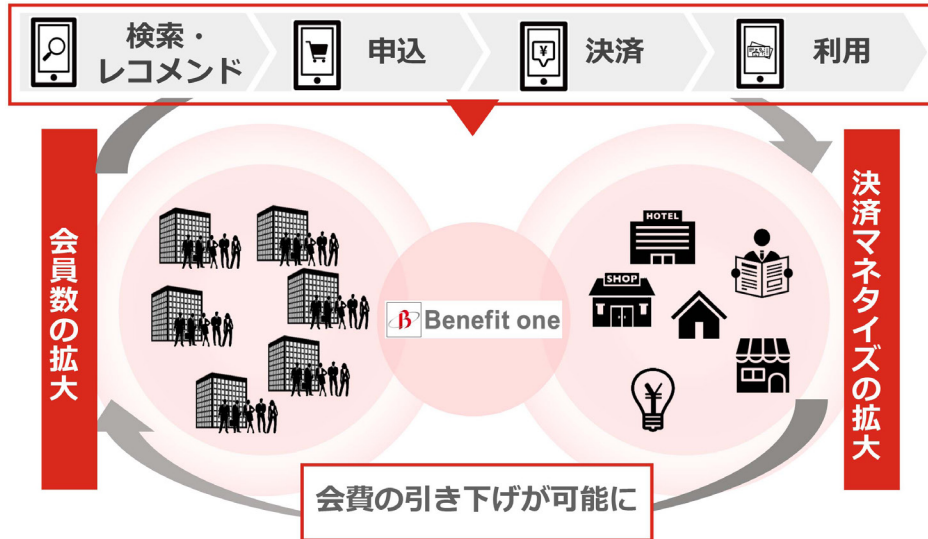 検索・
レコメンド
申込
¥
決済
利用
会員数の拡大
決済マネタイズの拡大
HOTEL
SHOP
β Benefit one
¥
会費の引き下げが可能に